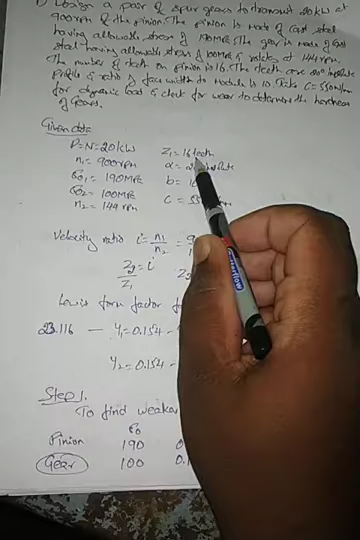 Design a pair of spur gears to transmit 20kW at
900 rpm of the pinion. The pinion is made of cast steel
having allowable stress of 190MPa. The gear is made of cast
steel having allowable stress of 100MPa & rotates at 144rpm.
The number of teeth on pinion is 16. The teeth are 20° involute
profile & ratio of face width to module is 10. Take C=
for dynamic load & check for wear to determine the hardness
of gears.
Given data
P=N=20kW Z₁=16 teeth
n₁=900rpm α=
σ₀₁=190MPa b=
σ₀₂=100MPa C=
n₂=144rpm
Velocity ratio i = n₁/n₂ =
Z₂/Z₁ = i
Lewis form factor
23.116 — y₁=0.154 -
y₂=0.154 -
Step 1.
To find weaker
σ₀
Pinion 190
Gear 100